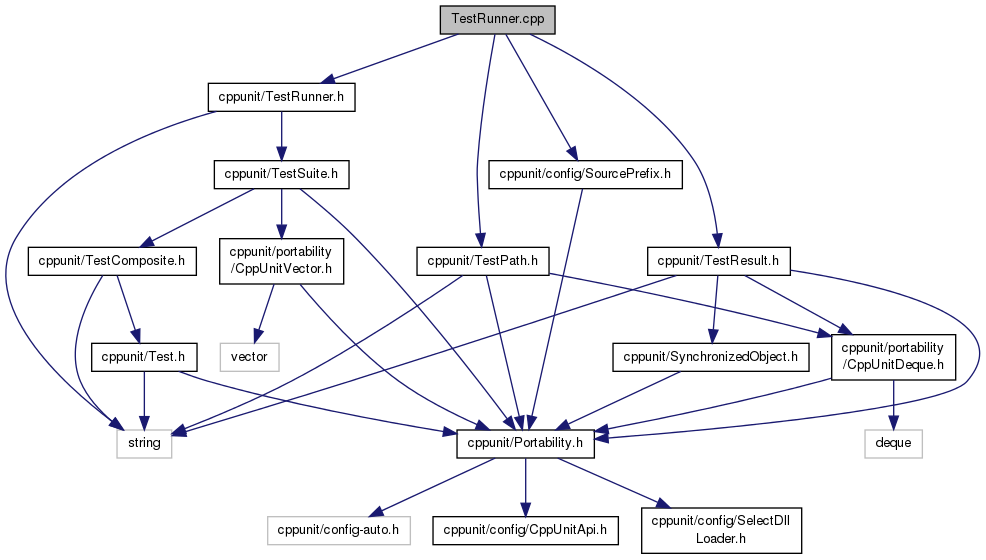 TestRunner.cpp
cppunit/TestRunner.h
cppunit/TestSuite.h
cppunit/config/SourcePrefix.h
cppunit/TestComposite.h
cppunit/portability
/CppUnitVector.h
cppunit/TestPath.h
cppunit/TestResult.h
cppunit/Test.h
vector
cppunit/SynchronizedObject.h
cppunit/portability
/CppUnitDeque.h
string
cppunit/Portability.h
deque
cppunit/config-auto.h
cppunit/config/CppUnitApi.h
cppunit/config/SelectDll
Loader.h